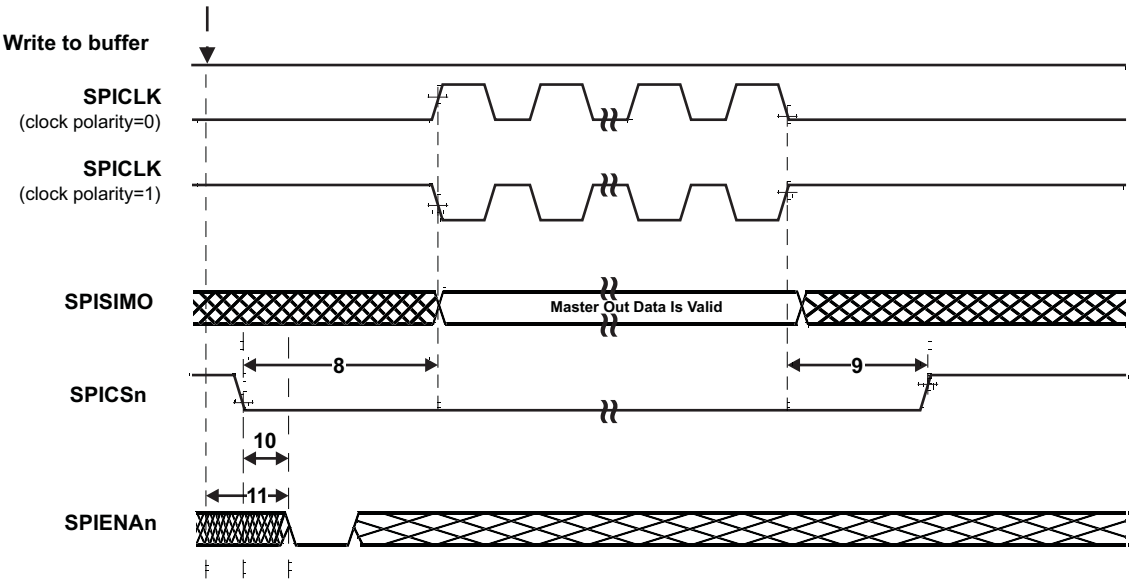 Write to buffer
SPICLK
(clock polarity=0)
SPICLK
(clock polarity=1)
SPISIMO
Master Out Data Is Valid
8
9
SPICSn
10
11
SPIENAn